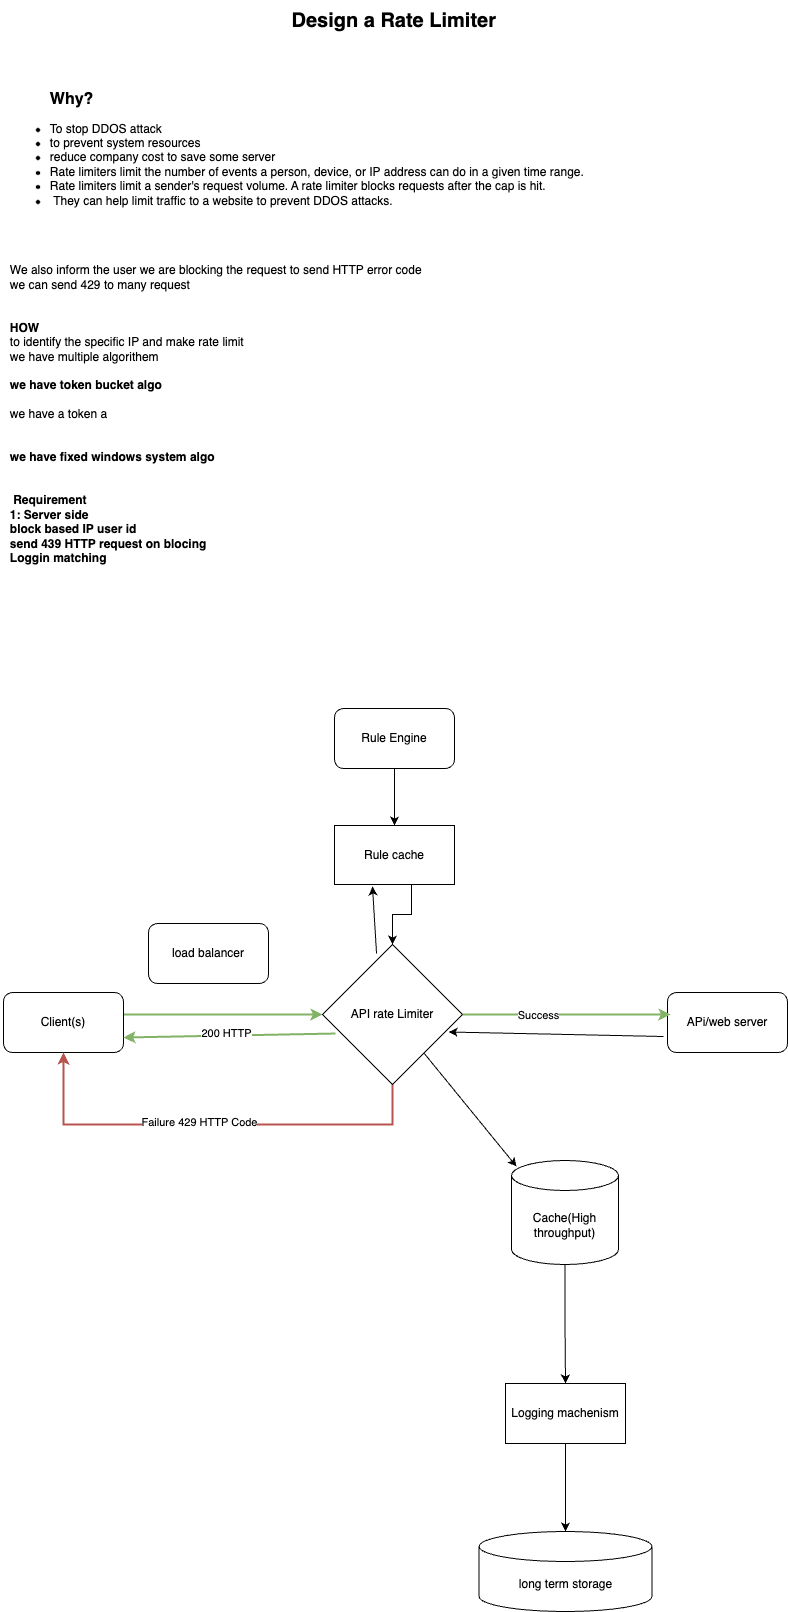 Design a Rate Limiter
Why?
To stop DDOS attack
to prevent system resources
reduce company cost to save some server
Rate limiters limit the number of events a person, device, or IP address can do in a given time range.
Rate limiters limit a sender's request volume. A rate limiter blocks requests after the cap is hit.
They can help limit traffic to a website to prevent DDOS attacks.
We also inform the user we are blocking the request to send HTTP error code
we can send 429 to many request
HOW
to identify the specific IP and make rate limit
we have multiple algorithem
we have token bucket algo
we have a token a
we have fixed windows system algo
Requirement
1: Server side
block based IP user id
send 439 HTTP request on blocing
Loggin matching
Rule Engine
Rule cache
load balancer
Client(s)
API rate Limiter
Success
APi/web server
200 HTTP
Failure 429 HTTP Code
Cache(High
throughput)
Logging machenism
long term storage